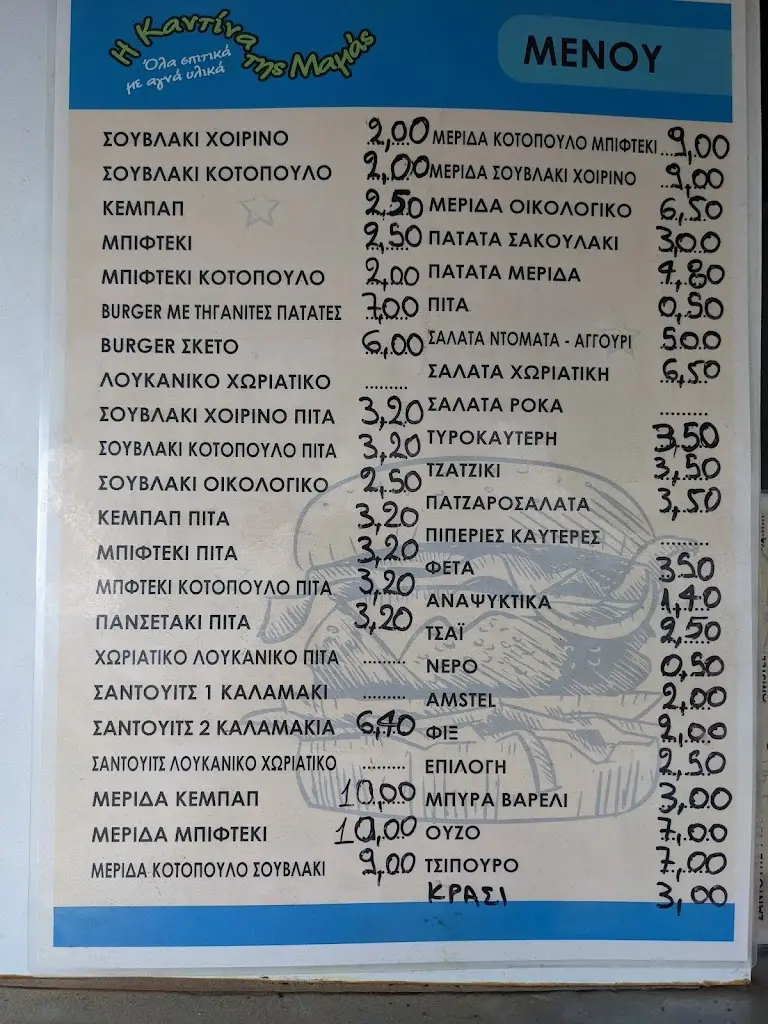 Η Καντίνα της Μαμάς
Όλα σπιτικά
με αγνά υλικά
ΜΕΝΟΥ
ΣΟΥΒΛΑΚΙ ΧΟΙΡΙΝΟ 2,00
ΣΟΥΒΛΑΚΙ ΚΟΤΟΠΟΥΛΟ 2,00
ΚΕΜΠΑΠ 2,50
ΜΠΙΦΤΕΚΙ 2,50
ΜΠΙΦΤΕΚΙ ΚΟΤΟΠΟΥΛΟ 2,00
BURGER ΜΕ ΤΗΓΑΝΙΤΕΣ ΠΑΤΑΤΕΣ 7,00
BURGER ΣΚΕΤΟ 6,00
ΛΟΥΚΑΝΙΚΟ ΧΩΡΙΑΤΙΚΟ .........
ΣΟΥΒΛΑΚΙ ΧΟΙΡΙΝΟ ΠΙΤΑ 3,20
ΣΟΥΒΛΑΚΙ ΚΟΤΟΠΟΥΛΟ ΠΙΤΑ 3,20
ΣΟΥΒΛΑΚΙ ΟΙΚΟΛΟΓΙΚΟ 2,50
ΚΕΜΠΑΠ ΠΙΤΑ 3,20
ΜΠΙΦΤΕΚΙ ΠΙΤΑ 3,20
ΜΠΦΤΕΚΙ ΚΟΤΟΠΟΥΛΟ ΠΙΤΑ 3,20
ΠΑΝΣΕΤΑΚΙ ΠΙΤΑ 3,20
ΧΩΡΙΑΤΙΚΟ ΛΟΥΚΑΝΙΚΟ ΠΙΤΑ .........
ΣΑΝΤΟΥΙΤΣ 1 ΚΑΛΑΜΑΚΙ .........
ΣΑΝΤΟΥΙΤΣ 2 ΚΑΛΑΜΑΚΙΑ 6,40
ΣΑΝΤΟΥΙΤΣ ΛΟΥΚΑΝΙΚΟ ΧΩΡΙΑΤΙΚΟ .........
ΜΕΡΙΔΑ ΚΕΜΠΑΠ 10,00
ΜΕΡΙΔΑ ΜΠΙΦΤΕΚΙ 10,00
ΜΕΡΙΔΑ ΚΟΤΟΠΟΥΛΟ ΣΟΥΒΛΑΚΙ 9,00
ΜΕΡΙΔΑ ΚΟΤΟΠΟΥΛΟ ΜΠΙΦΤΕΚΙ 9,00
ΜΕΡΙΔΑ ΣΟΥΒΛΑΚΙ ΧΟΙΡΙΝΟ 9,00
ΜΕΡΙΔΑ ΟΙΚΟΛΟΓΙΚΟ 6,50
ΠΑΤΑΤΑ ΣΑΚΟΥΛΑΚΙ 3,00
ΠΑΤΑΤΑ ΜΕΡΙΔΑ 4,80
ΠΙΤΑ 0,50
ΣΑΛΑΤΑ ΝΤΟΜΑΤΑ - ΑΓΓΟΥΡΙ 5,00
ΣΑΛΑΤΑ ΧΩΡΙΑΤΙΚΗ 6,50
ΣΑΛΑΤΑ ΡΟΚΑ .........
ΤΥΡΟΚΑΥΤΕΡΗ 3,50
ΤΖΑΤΖΙΚΙ 3,50
ΠΑΤΖΑΡΟΣΑΛΑΤΑ 3,50
ΠΙΠΕΡΙΕΣ ΚΑΥΤΕΡΕΣ .........
ΦΕΤΑ 3,50
ΑΝΑΨΥΚΤΙΚΑ 1,40
ΤΣΑΪ 2,50
ΝΕΡΟ 0,50
AMSTEL 2,00
ΦΙΞ 2,00
ΕΠΙΛΟΓΗ 2,50
ΜΠΥΡΑ ΒΑΡΕΛΙ 3,00
ΟΥΖΟ 7,00
ΤΣΙΠΟΥΡΟ 7,00
ΚΡΑΣΙ 3,00